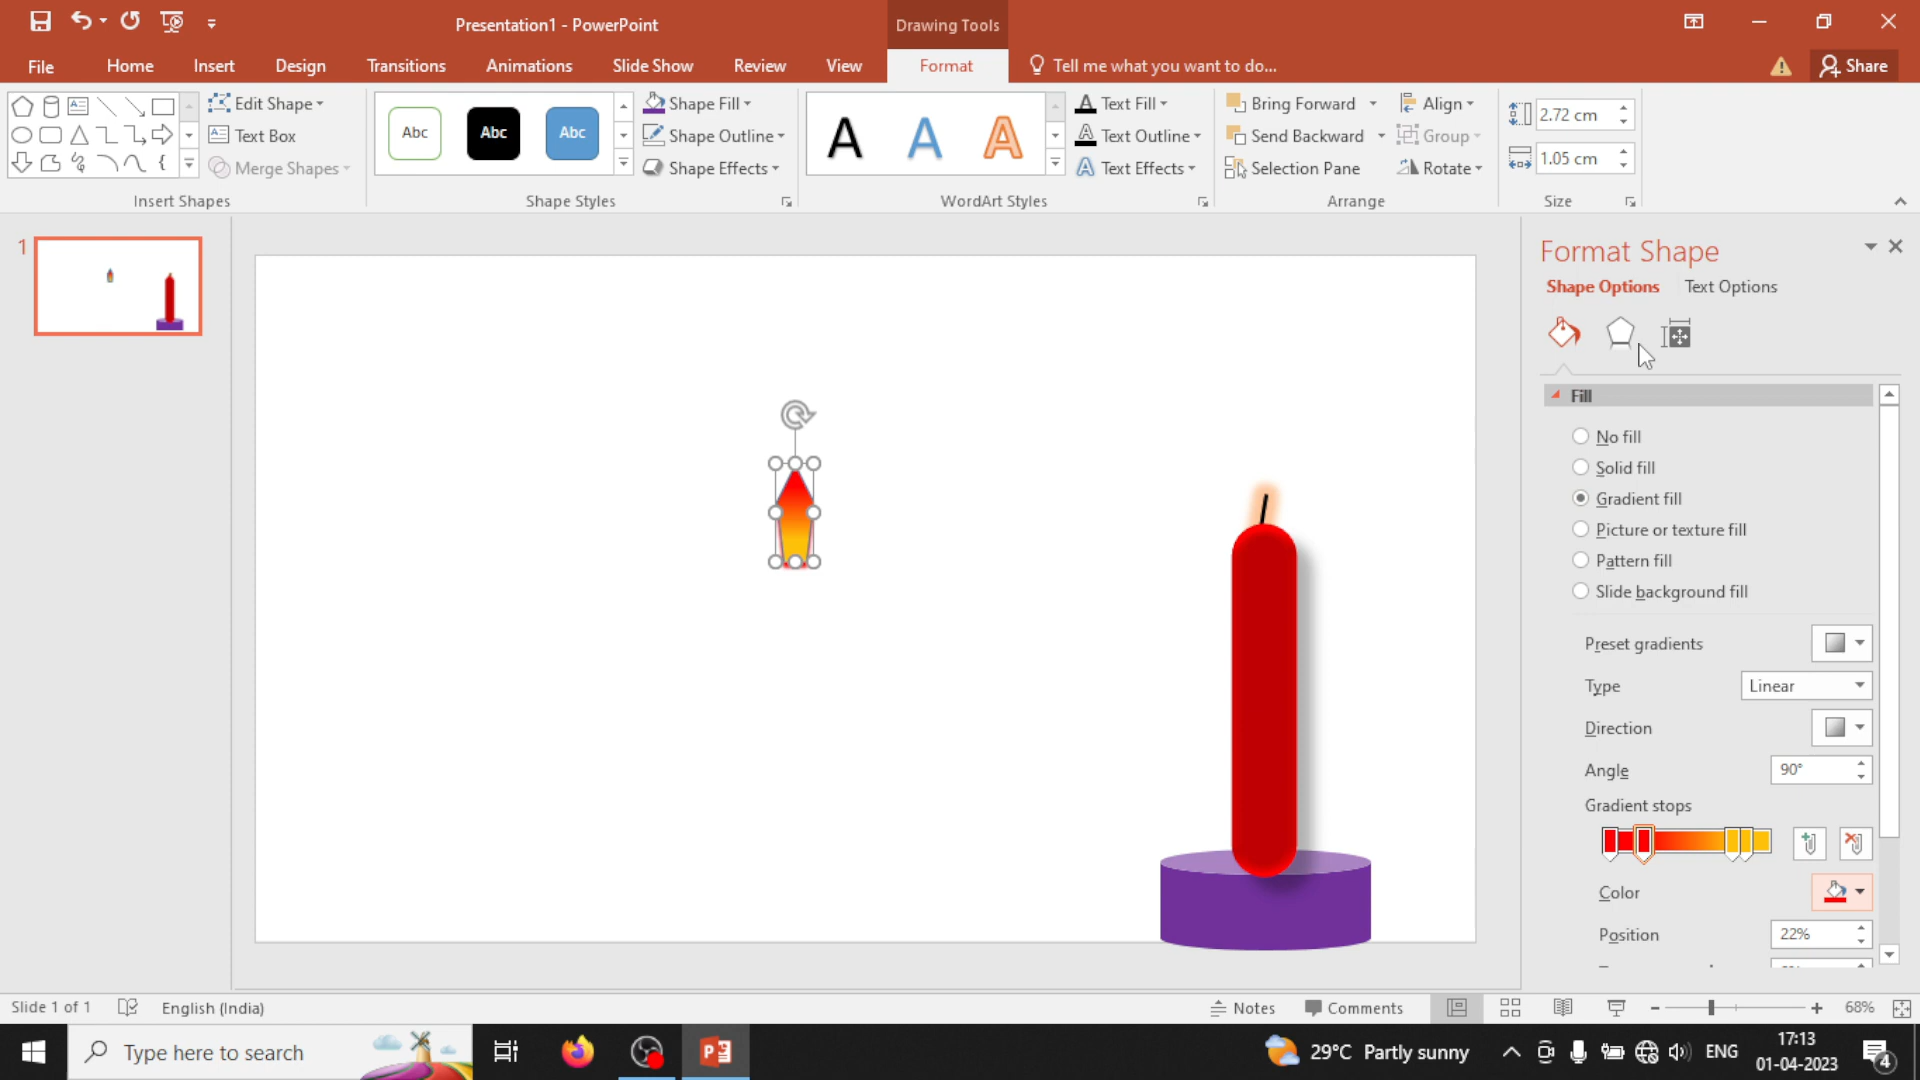 Presentation1 - PowerPoint
Drawing Tools
File
Home
Insert
Design
Transitions
Animations
Slide Show
Review
View
Format
Tell me what you want to do...
Share
Edit Shape
Text Box
Merge Shapes
Insert Shapes
Abc
Abc
Abc
Shape Fill
Shape Outline
Shape Effects
Shape Styles
A
A
A
Text Fill
Text Outline
Text Effects
WordArt Styles
Bring Forward
Send Backward
Selection Pane
Align
Group
Rotate
Arrange
2.72 cm
1.05 cm
Size
1
Format Shape
Shape Options
Text Options
Fill
No fill
Solid fill
Gradient fill
Picture or texture fill
Pattern fill
Slide background fill
Preset gradients
Type
Linear
Direction
Angle
90°
Gradient stops
Color
Position
22%
Slide 1 of 1
English (India)
Notes
Comments
68%
Type here to search
29°C Partly sunny
ENG
17:13
01-04-2023
4